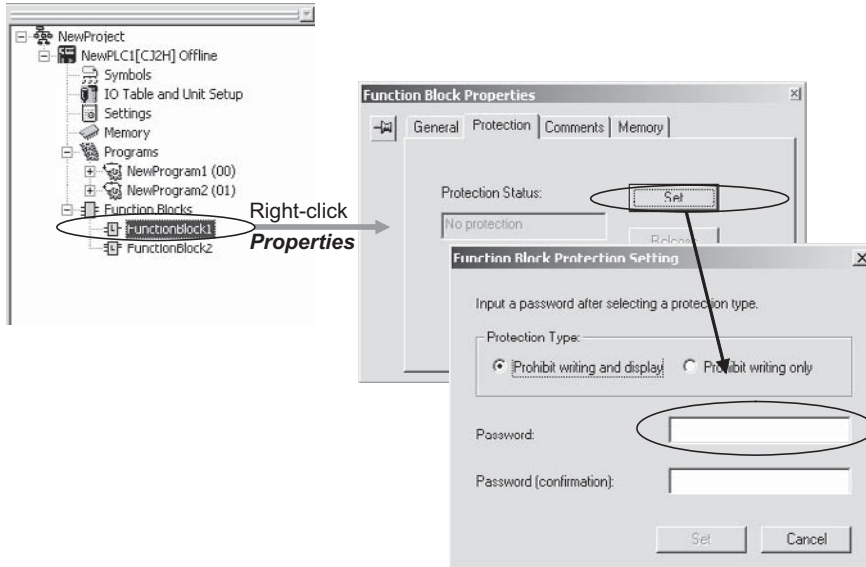 NewProject
NewPLC1[CJ2H] Offline
Symbols
IO Table and Unit Setup
Settings
Memory
Programs
NewProgram1 (00)
NewProgram2 (01)
Function Blocks
FunctionBlock1
FunctionBlock2
Right-click
Properties
Function Block Properties
General Protection Comments Memory
Protection Status:
Set
No protection
Release
Function Block Protection Setting
Input a password after selecting a protection type.
Protection Type:
Prohibit writing and display Prohibit writing only
Password:
Password (confirmation):
Set Cancel